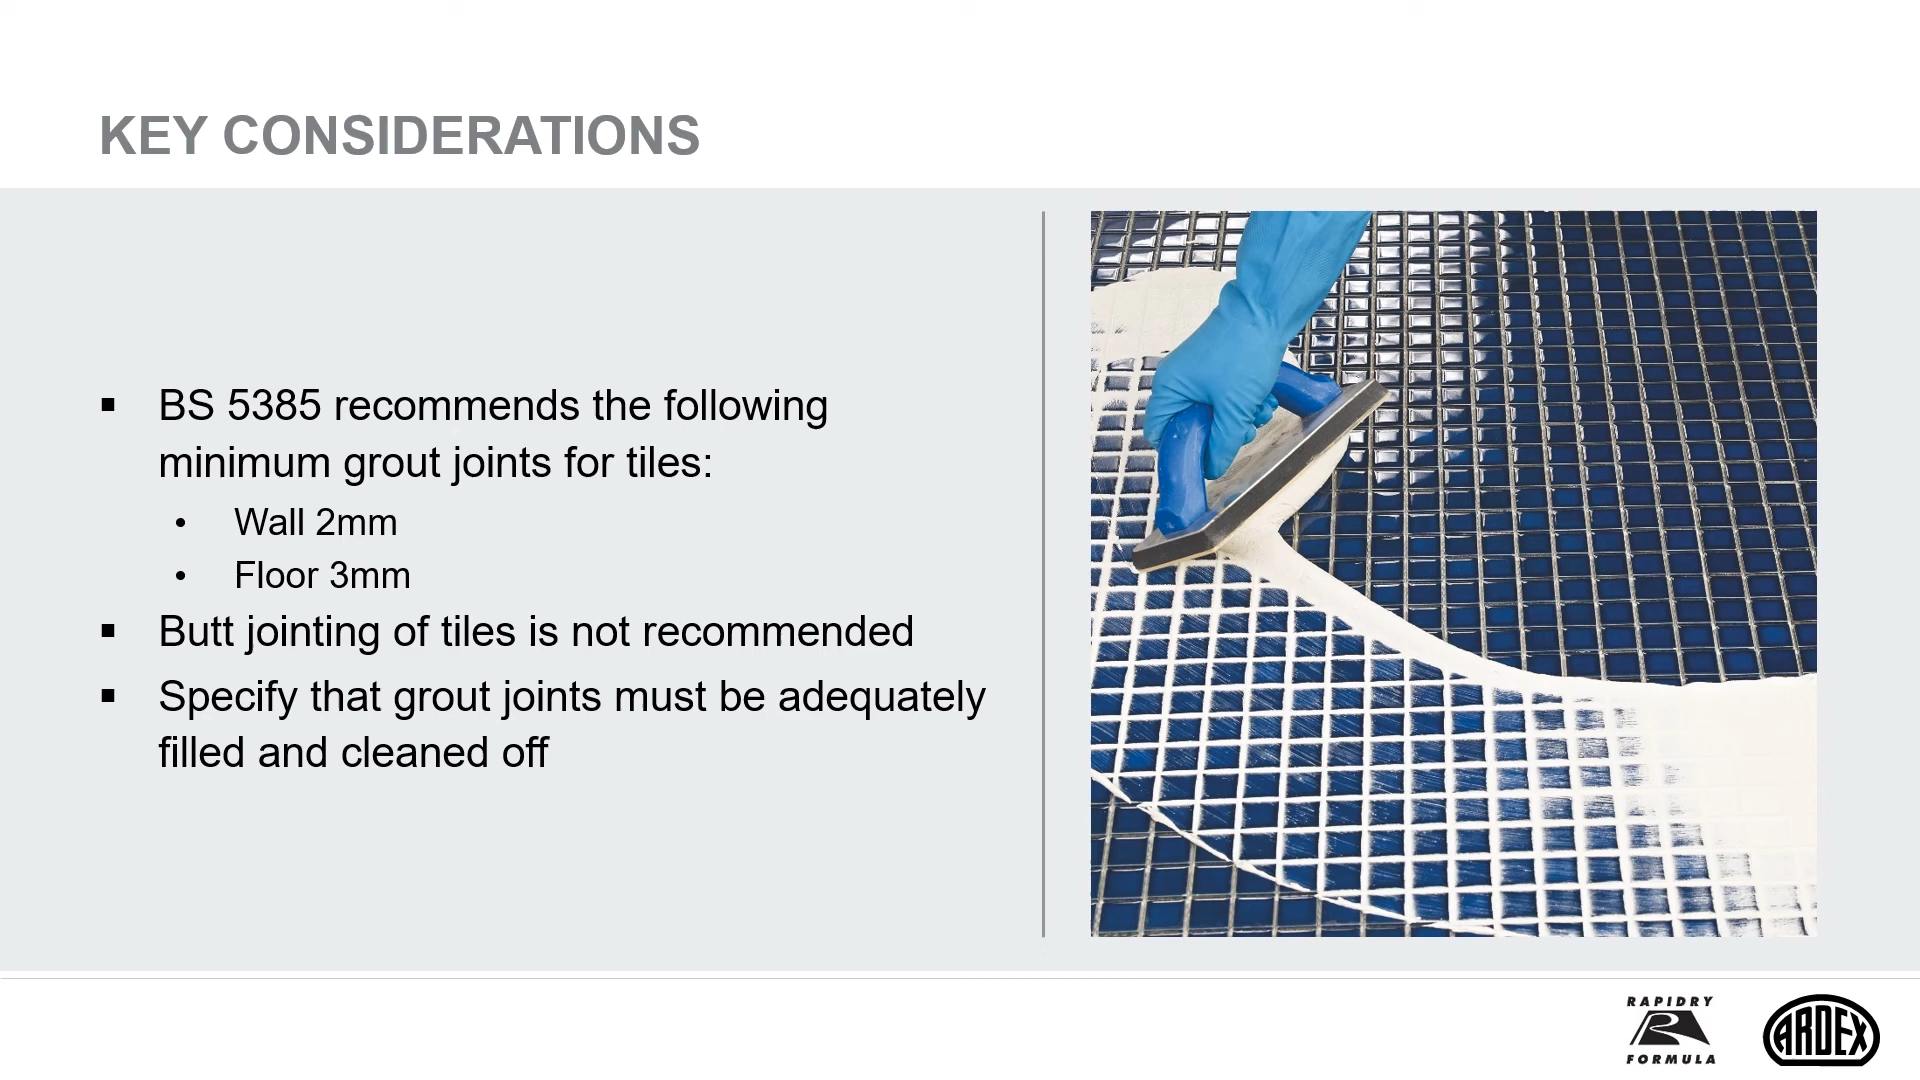 KEY CONSIDERATIONS
▪ BS 5385 recommends the following
minimum grout joints for tiles:
• Wall 2mm
• Floor 3mm
▪ Butt jointing of tiles is not recommended
▪ Specify that grout joints must be adequately
filled and cleaned off
RAPIDRY
R
FORMULA
ARDEX